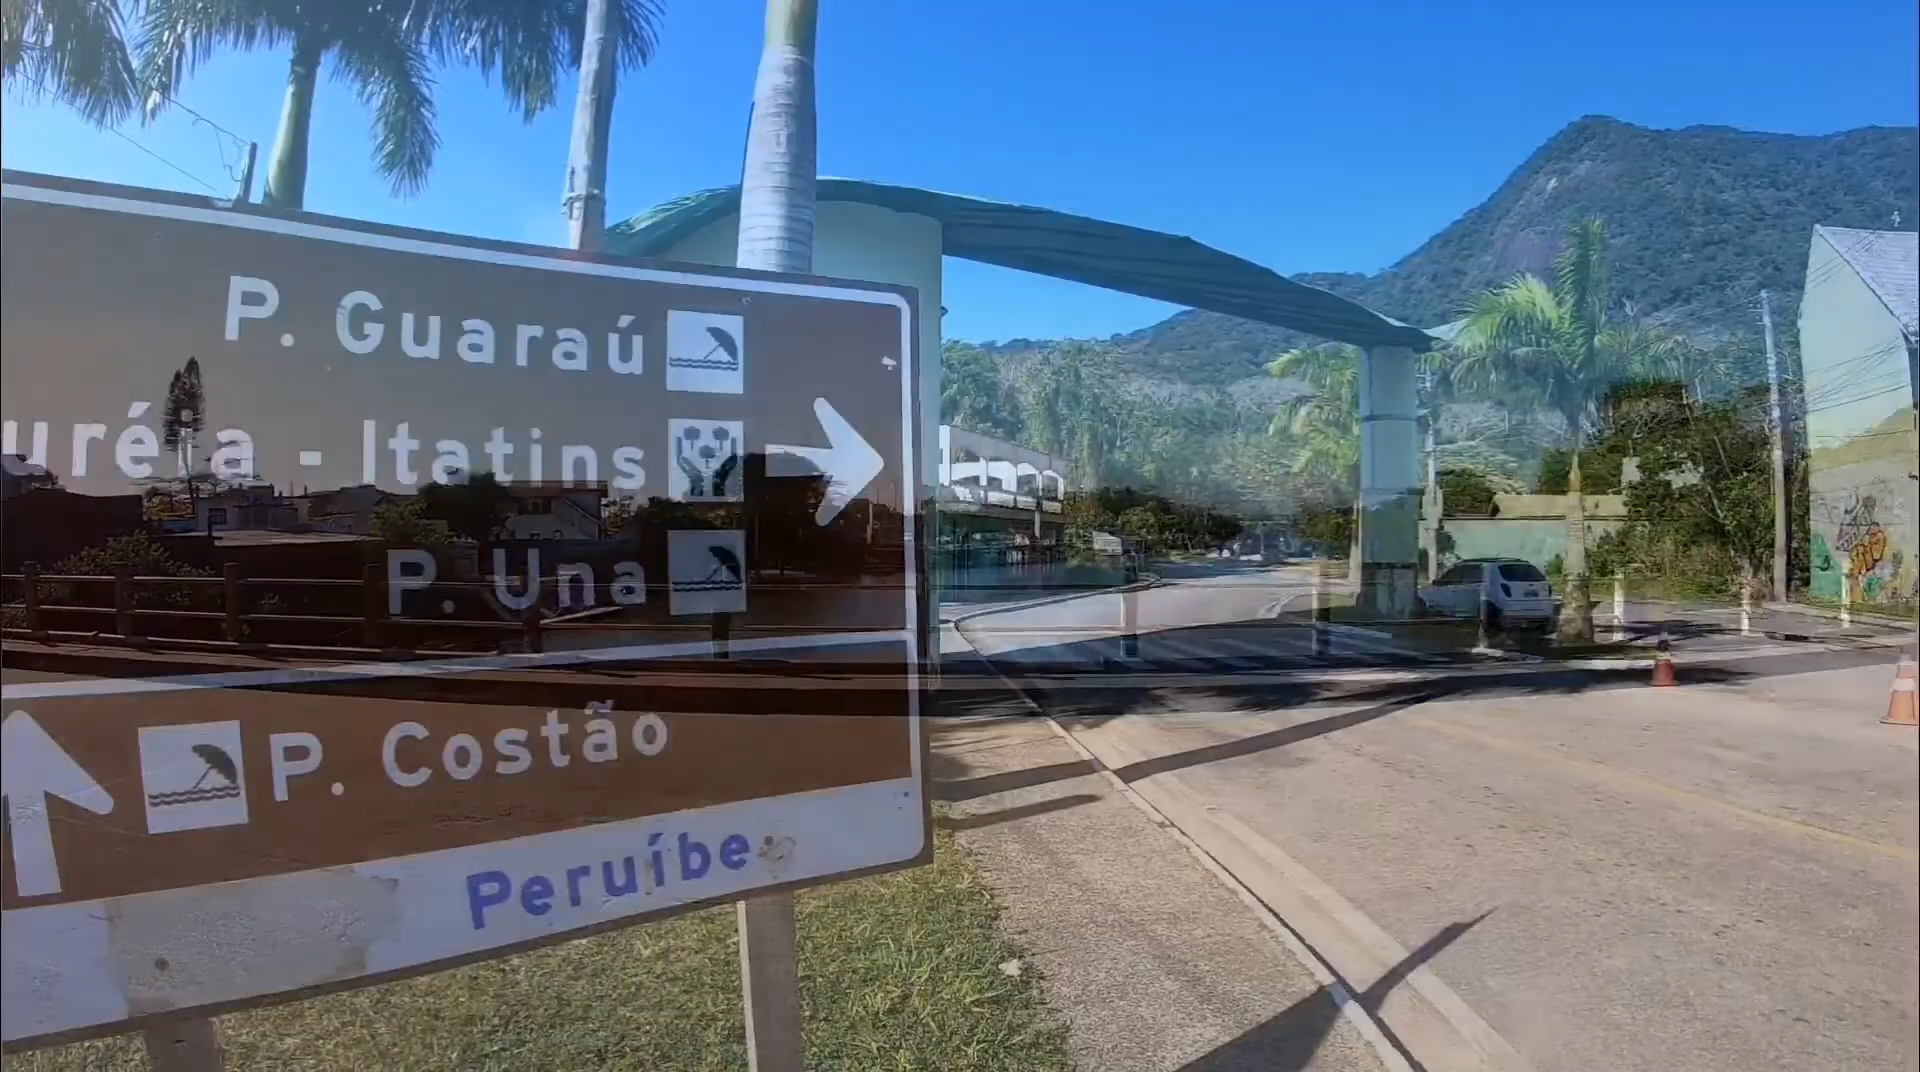 P. Guaraú
uréia - Itatins
P. Una
P. Costão
Peruíbe